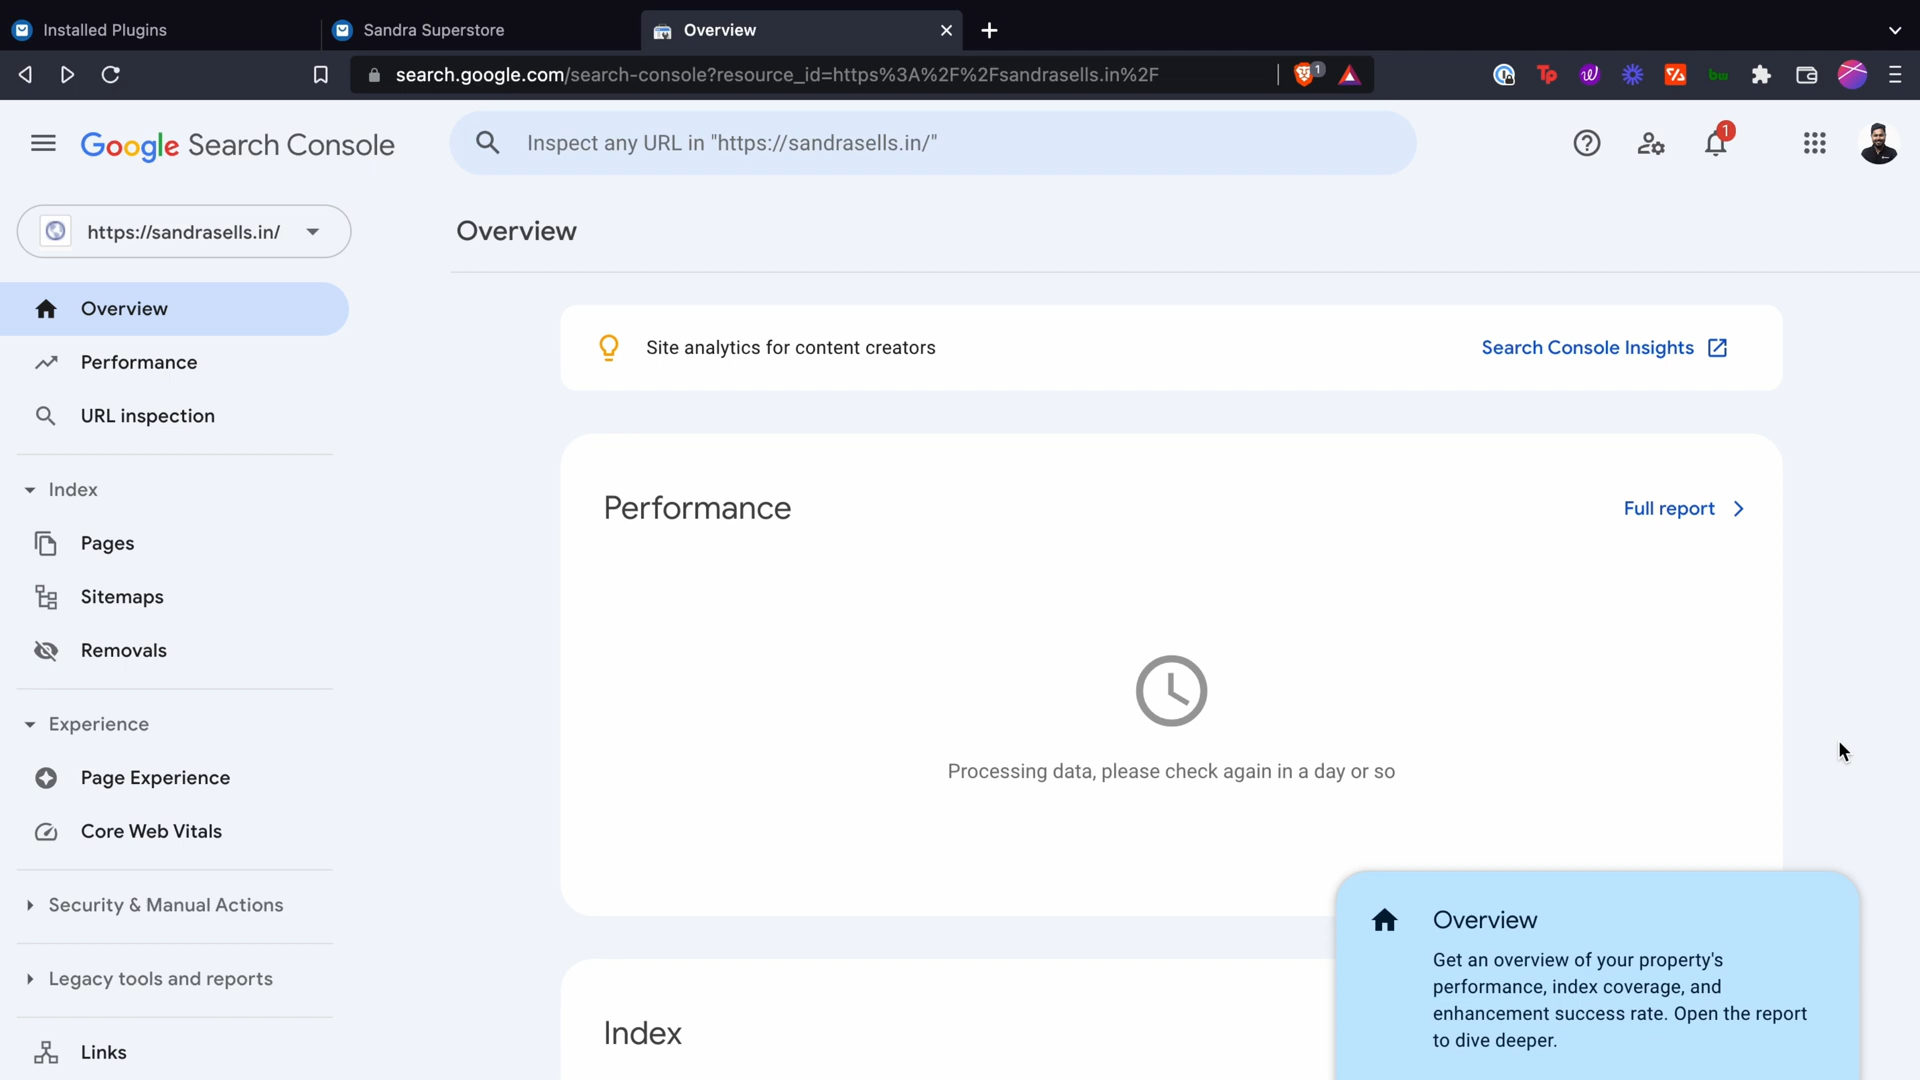 Installed Plugins
Sandra Superstore
Overview
search.google.com/search-console?resource_id=https%3A%2F%2Fsandrasells.in%2F
1
Tp
bw
Google Search Console
Inspect any URL in "https://sandrasells.in/"
1
https://sandrasells.in/
Overview
Overview
Performance
URL inspection
Index
Pages
Sitemaps
Removals
Experience
Page Experience
Core Web Vitals
Security & Manual Actions
Legacy tools and reports
Links
Site analytics for content creators
Search Console Insights
Performance
Full report
Processing data, please check again in a day or so
Index
Overview
Get an overview of your property's
performance, index coverage, and
enhancement success rate. Open the report
to dive deeper.